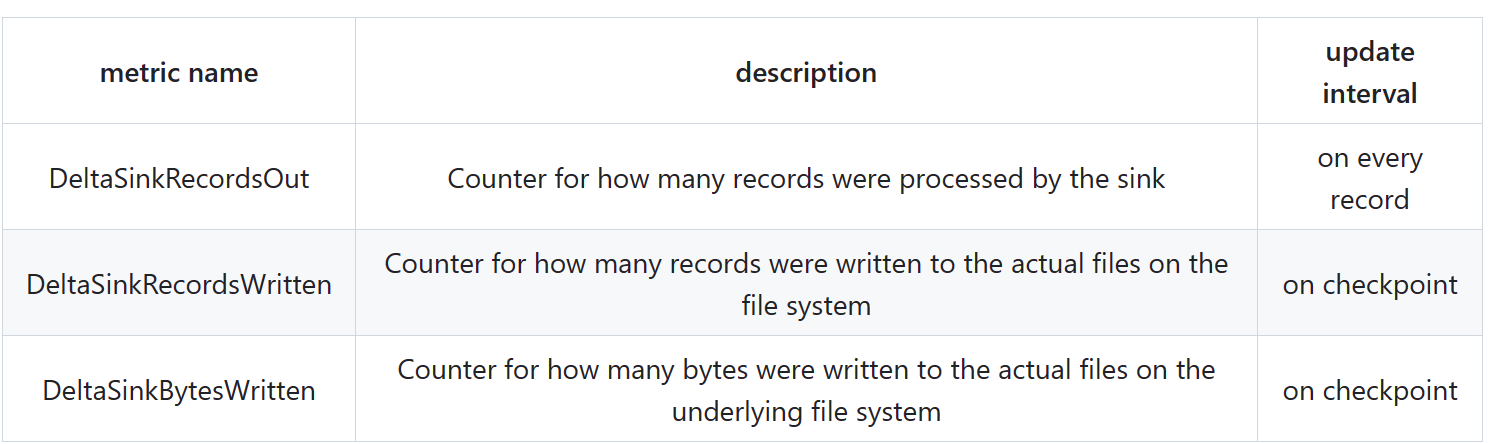 metric name
description
update
interval
DeltaSinkRecordsOut
Counter for how many records were processed by the sink
on every
record
DeltaSinkRecordsWritten
Counter for how many records were written to the actual files on the
file system
on checkpoint
DeltaSinkBytesWritten
Counter for how many bytes were written to the actual files on the
underlying file system
on checkpoint